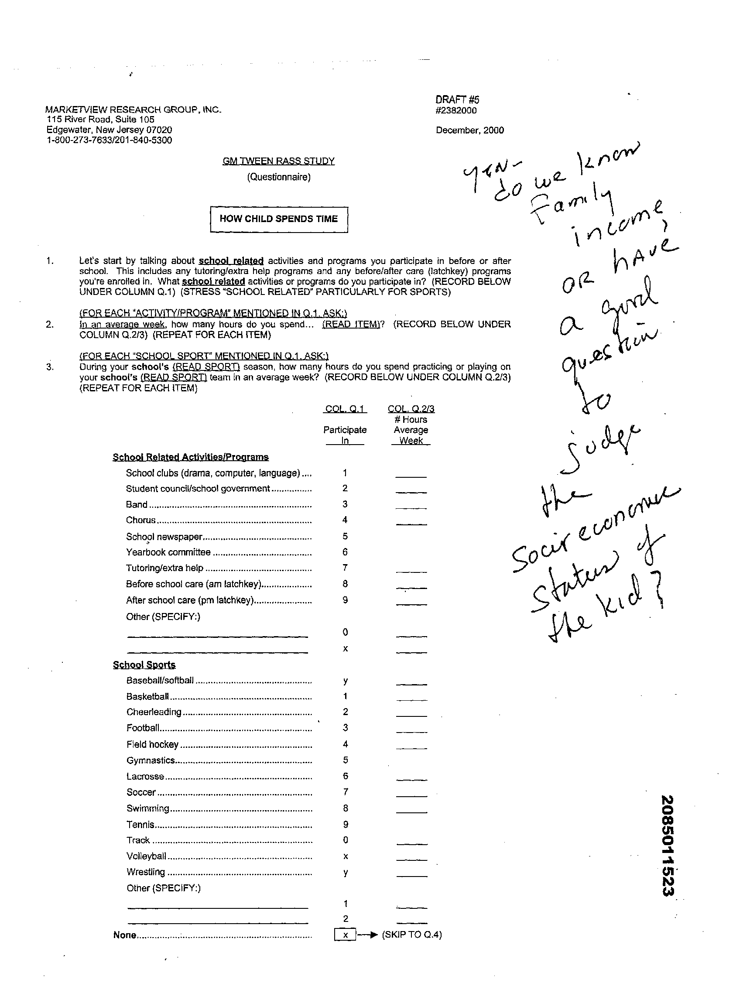 DRAFT #5
MARKETVIEW RESEARCH GROUP, INC. #2382000
115 River Road, Suite 105
Edgewater, New Jersey 07020 December, 2000
1-800-273-7633/201-840-5300
GM TWEEN RASS STUDY
(Questionnaire)
HOW CHILD SPENDS TIME
1. Let's start by talking about school related activities and programs you participate in before or after
school. This includes any tutoring/extra help programs and any before/after care (latchkey) programs
you're enrolled in. What school related activities or programs do you participate in? (RECORD BELOW
UNDER COLUMN Q.1) (STRESS "SCHOOL RELATED" PARTICULARLY FOR SPORTS)
(FOR EACH "ACTIVITY/PROGRAM" MENTIONED IN Q.1, ASK:)
2. In an average week, how many hours do you spend... (READ ITEM)? (RECORD BELOW UNDER
COLUMN Q.2/3) (REPEAT FOR EACH ITEM)
(FOR EACH "SCHOOL SPORT" MENTIONED IN Q.1, ASK:)
3. During your school's (READ SPORT) season, how many hours do you spend practicing or playing on
your school's (READ SPORT) team in an average week? (RECORD BELOW UNDER COLUMN Q.2/3)
(REPEAT FOR EACH ITEM)
COL. Q.1 COL. Q.2/3
# Hours
Participate Average
In Week
School Related Activities/Programs
School clubs (drama, computer, language) .... 1
Student council/school government ................ 2
Band ................ 3
Chorus ................ 4
School newspaper ................ 5
Yearbook committee ................ 6
Tutoring/extra help ................ 7
Before school care (am latchkey) ................ 8
After school care (pm latchkey) ................ 9
Other (SPECIFY:)
0
x
School Sports
Baseball/softball ................ y
Basketball ................ 1
Cheerleading ................ 2
Football ................ 3
Field hockey ................ 4
Gymnastics ................ 5
Lacrosse ................ 6
Soccer ................ 7
Swimming ................ 8
Tennis ................ 9
Track ................ 0
Volleyball ................ x
Wrestling ................ y
Other (SPECIFY:)
1
2
None ................ x → (SKIP TO Q.4)
do we know
Family
income,
OR have
a good
question
to
judge
the
Socioeconomic
Status of
the kid?
2085011523